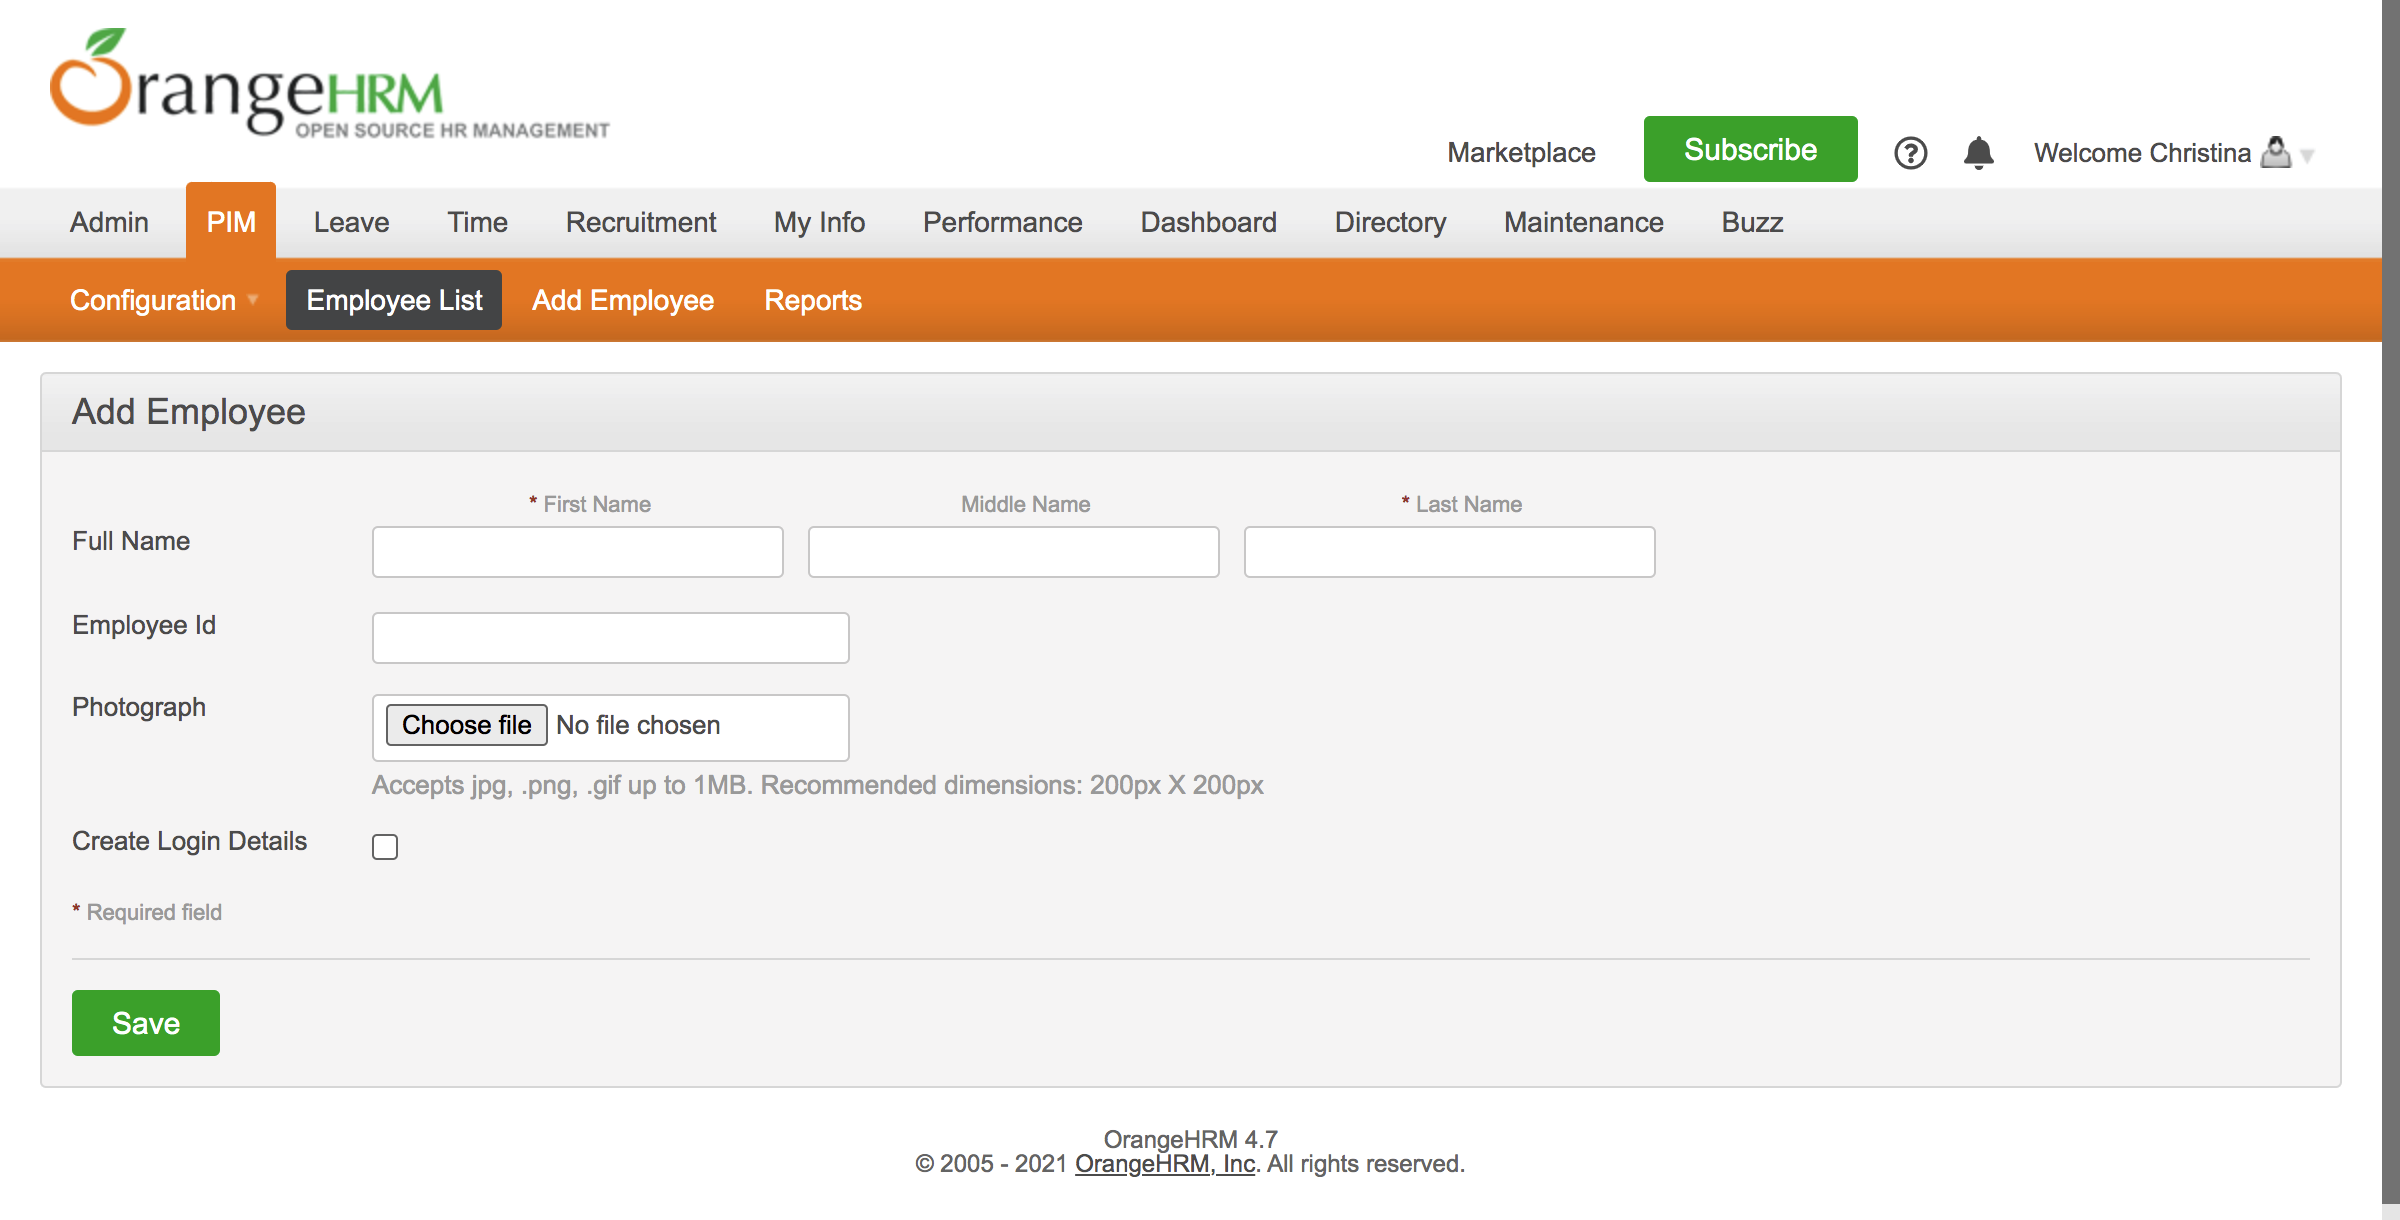 OrangeHRM
OPEN SOURCE HR MANAGEMENT
Marketplace Subscribe ? Welcome Christina
Admin PIM Leave Time Recruitment My Info Performance Dashboard Directory Maintenance Buzz
Configuration Employee List Add Employee Reports
Add Employee
* First Name Middle Name * Last Name
Full Name
Employee Id
Photograph Choose file No file chosen
Accepts jpg, .png, .gif up to 1MB. Recommended dimensions: 200px X 200px
Create Login Details
* Required field
Save
OrangeHRM 4.7
© 2005 - 2021 OrangeHRM, Inc. All rights reserved.